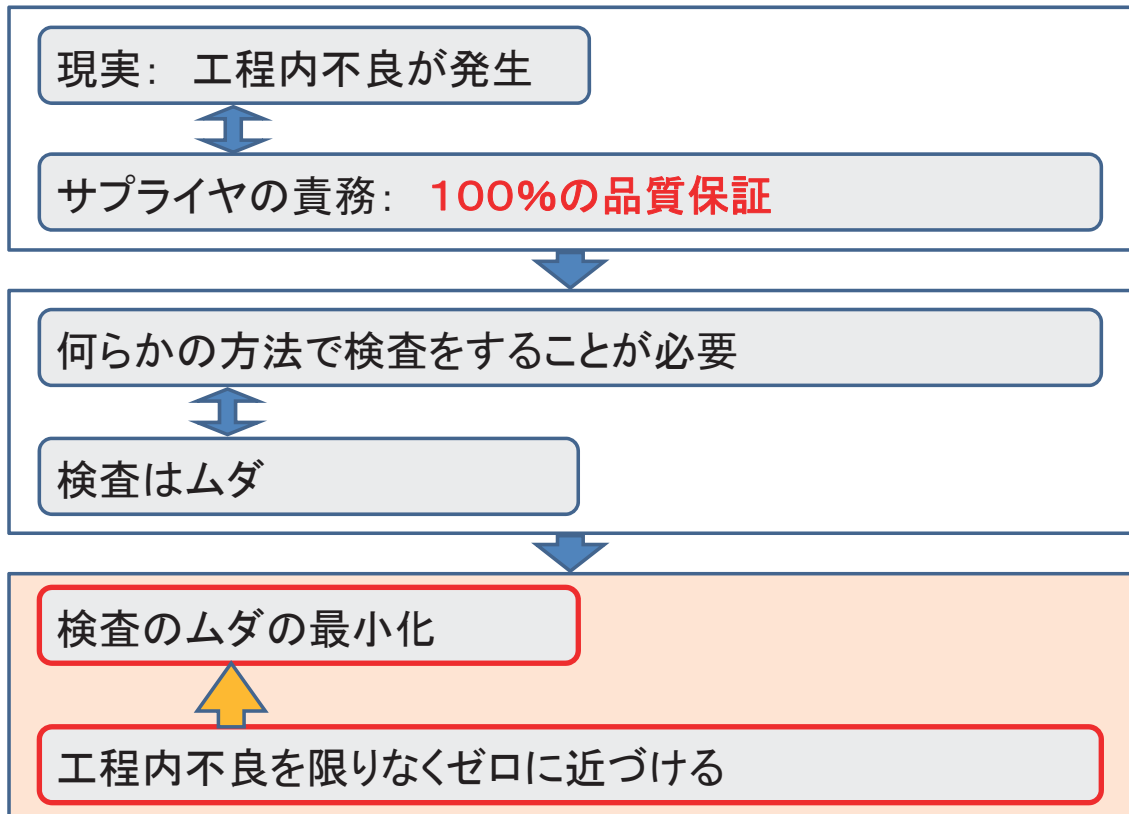 現実： 工程内不良が発生
サプライヤの責務： １００％の品質保証
何らかの方法で検査をすることが必要
検査はムダ
検査のムダの最小化
工程内不良を限りなくゼロに近づける